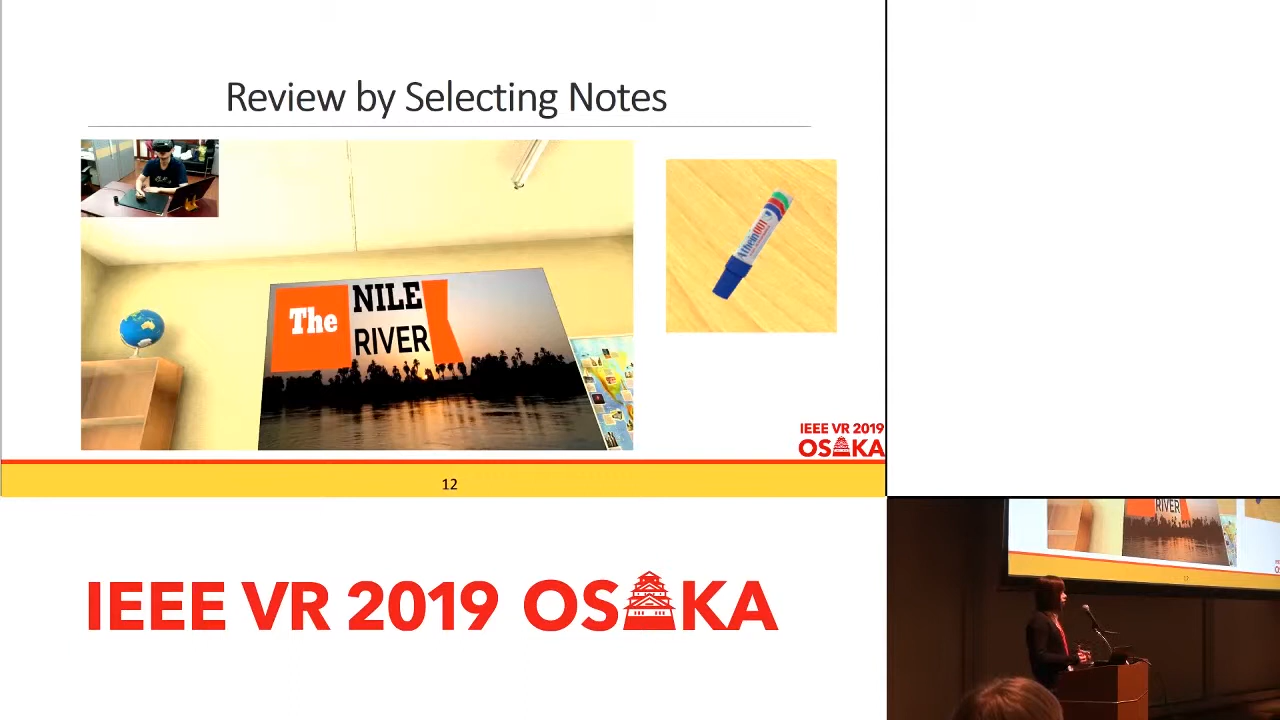 Review by Selecting Notes
The
NILE
RIVER
IEEE VR 2019
OSAKA
12
IEEE VR 2019 OSAKA
RIVER